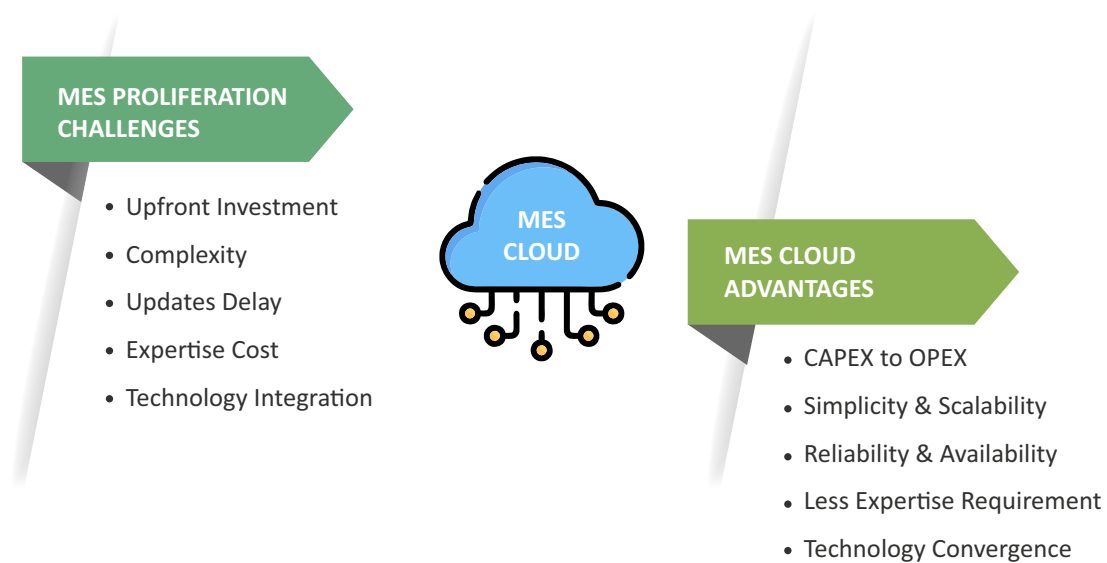 MES PROLIFERATION
CHALLENGES
• Upfront Investment
• Complexity
• Updates Delay
• Expertise Cost
• Technology Integration
MES
CLOUD
MES CLOUD
ADVANTAGES
• CAPEX to OPEX
• Simplicity & Scalability
• Reliability & Availability
• Less Expertise Requirement
• Technology Convergence